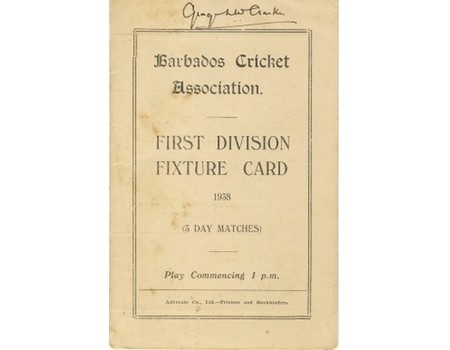 Barbados Cricket
Association.
FIRST DIVISION
FIXTURE CARD
1938
(3 DAY MATCHES)
Play Commencing 1 p.m.
Advocate Co., Ltd.—Printers and Bookbinders.